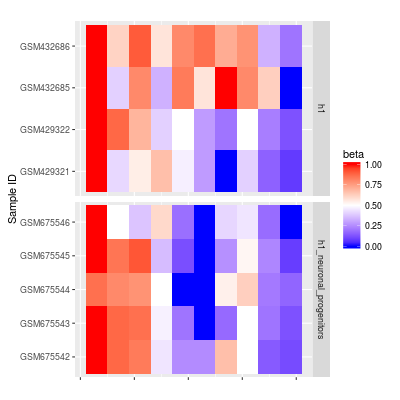 GSM432686
GSM432685
GSM429322
GSM429321
h1
GSM675546
GSM675545
GSM675544
GSM675543
GSM675542
h1_neuronal_progenitors
Sample ID
beta
1.00
0.75
0.50
0.25
0.00